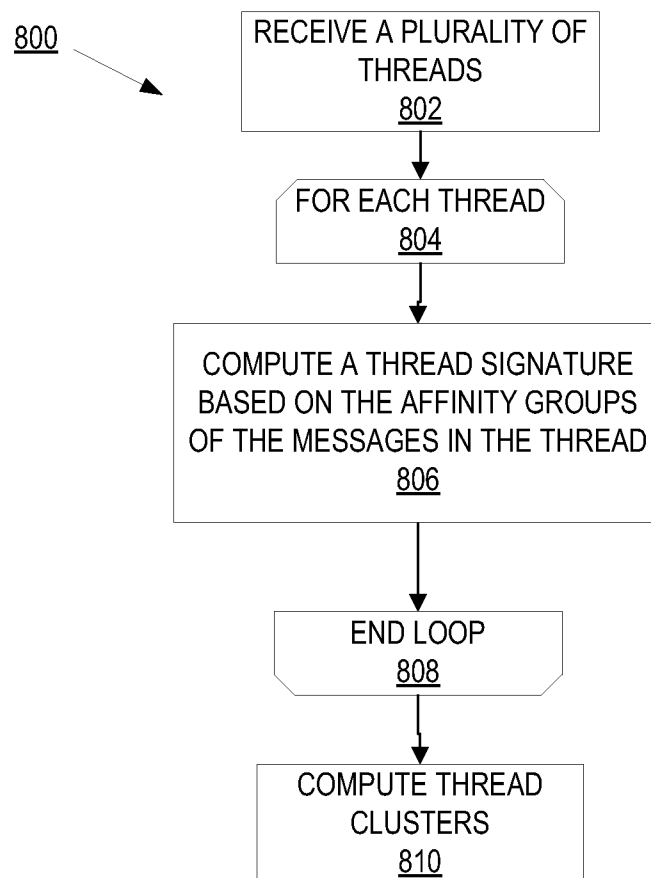 800
RECEIVE A PLURALITY OF
THREADS
802
FOR EACH THREAD
804
COMPUTE A THREAD SIGNATURE
BASED ON THE AFFINITY GROUPS
OF THE MESSAGES IN THE THREAD
806
END LOOP
808
COMPUTE THREAD
CLUSTERS
810